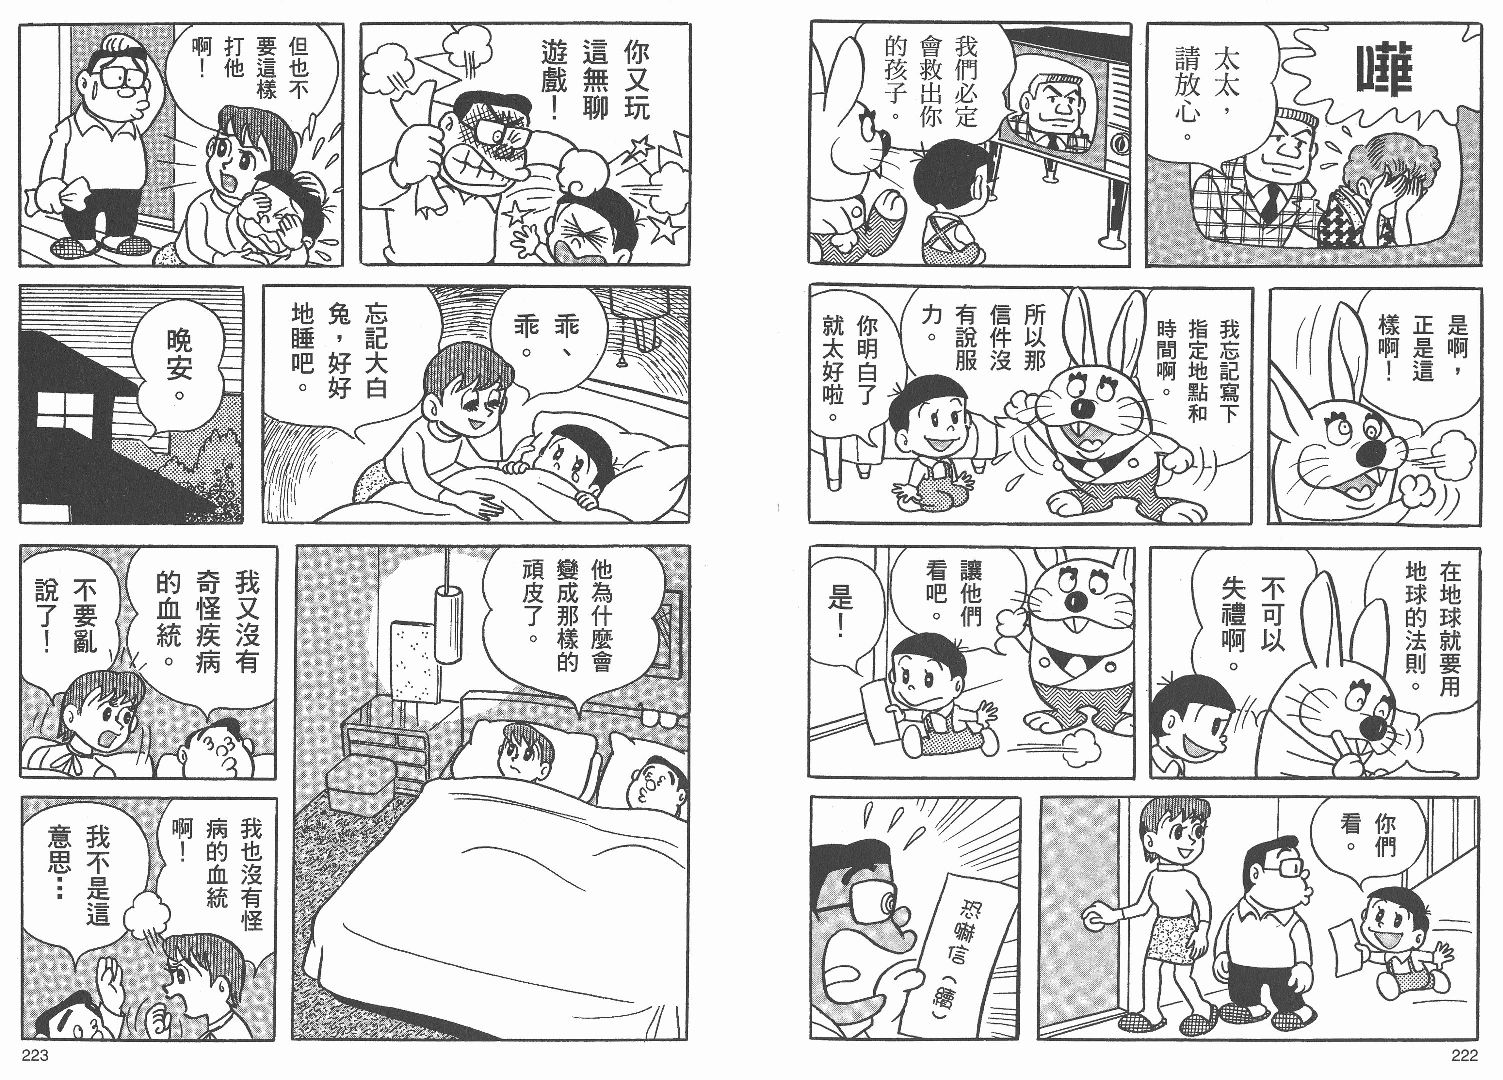 嘩
太太，
請放心。
我們必定
會救出你
的孩子。
是啊，
正是這
樣啊！
我忘記寫下
指定地點和
時間啊。
所以那
信件沒
有說服
力。
你明白了
就太好啦。
在地球就要用
地球的法則。
不可以
失禮啊。
讓他們
看吧。
是！
你們
看。
恐嚇信（續）
222
你又玩
這無聊
遊戲！
但也不
要這樣
打他
啊！
乖、
乖。
忘記大白
兔，好好
地睡吧。
晚安。
他為什麼會
變成那樣的
頑皮了。
我又沒有
奇怪疾病
的血統。
不要亂
說了！
我也沒有怪
病的血統
啊！
我不是這
意思…
223